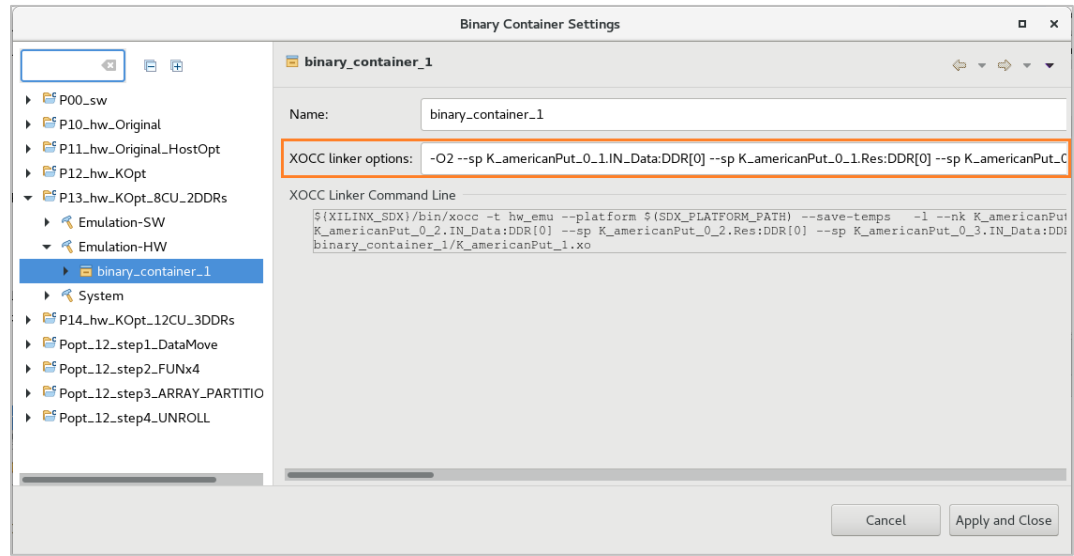 Binary Container Settings
binary_container_1
P00_sw
P10_hw_Original
P11_hw_Original_HostOpt
P12_hw_KOpt
P13_hw_KOpt_8CU_2DDRs
Emulation-SW
Emulation-HW
binary_container_1
System
P14_hw_KOpt_12CU_3DDRs
Popt_12_step1_DataMove
Popt_12_step2_FUNx4
Popt_12_step3_ARRAY_PARTITIO
Popt_12_step4_UNROLL
Name: binary_container_1
XOCC linker options: -O2 --sp K_americanPut_0_1.IN_Data:DDR[0] --sp K_americanPut_0_1.Res:DDR[0] --sp K_americanPut_0
XOCC Linker Command Line
${XILINX_SDX}/bin/xocc -t hw_emu --platform $(SDX_PLATFORM_PATH) --save-temps -l --nk K_americanPut
K_americanPut_0_2.IN_Data:DDR[0] --sp K_americanPut_0_2.Res:DDR[0] --sp K_americanPut_0_3.IN_Data:DDR
binary_container_1/K_americanPut_1.xo
Cancel
Apply and Close